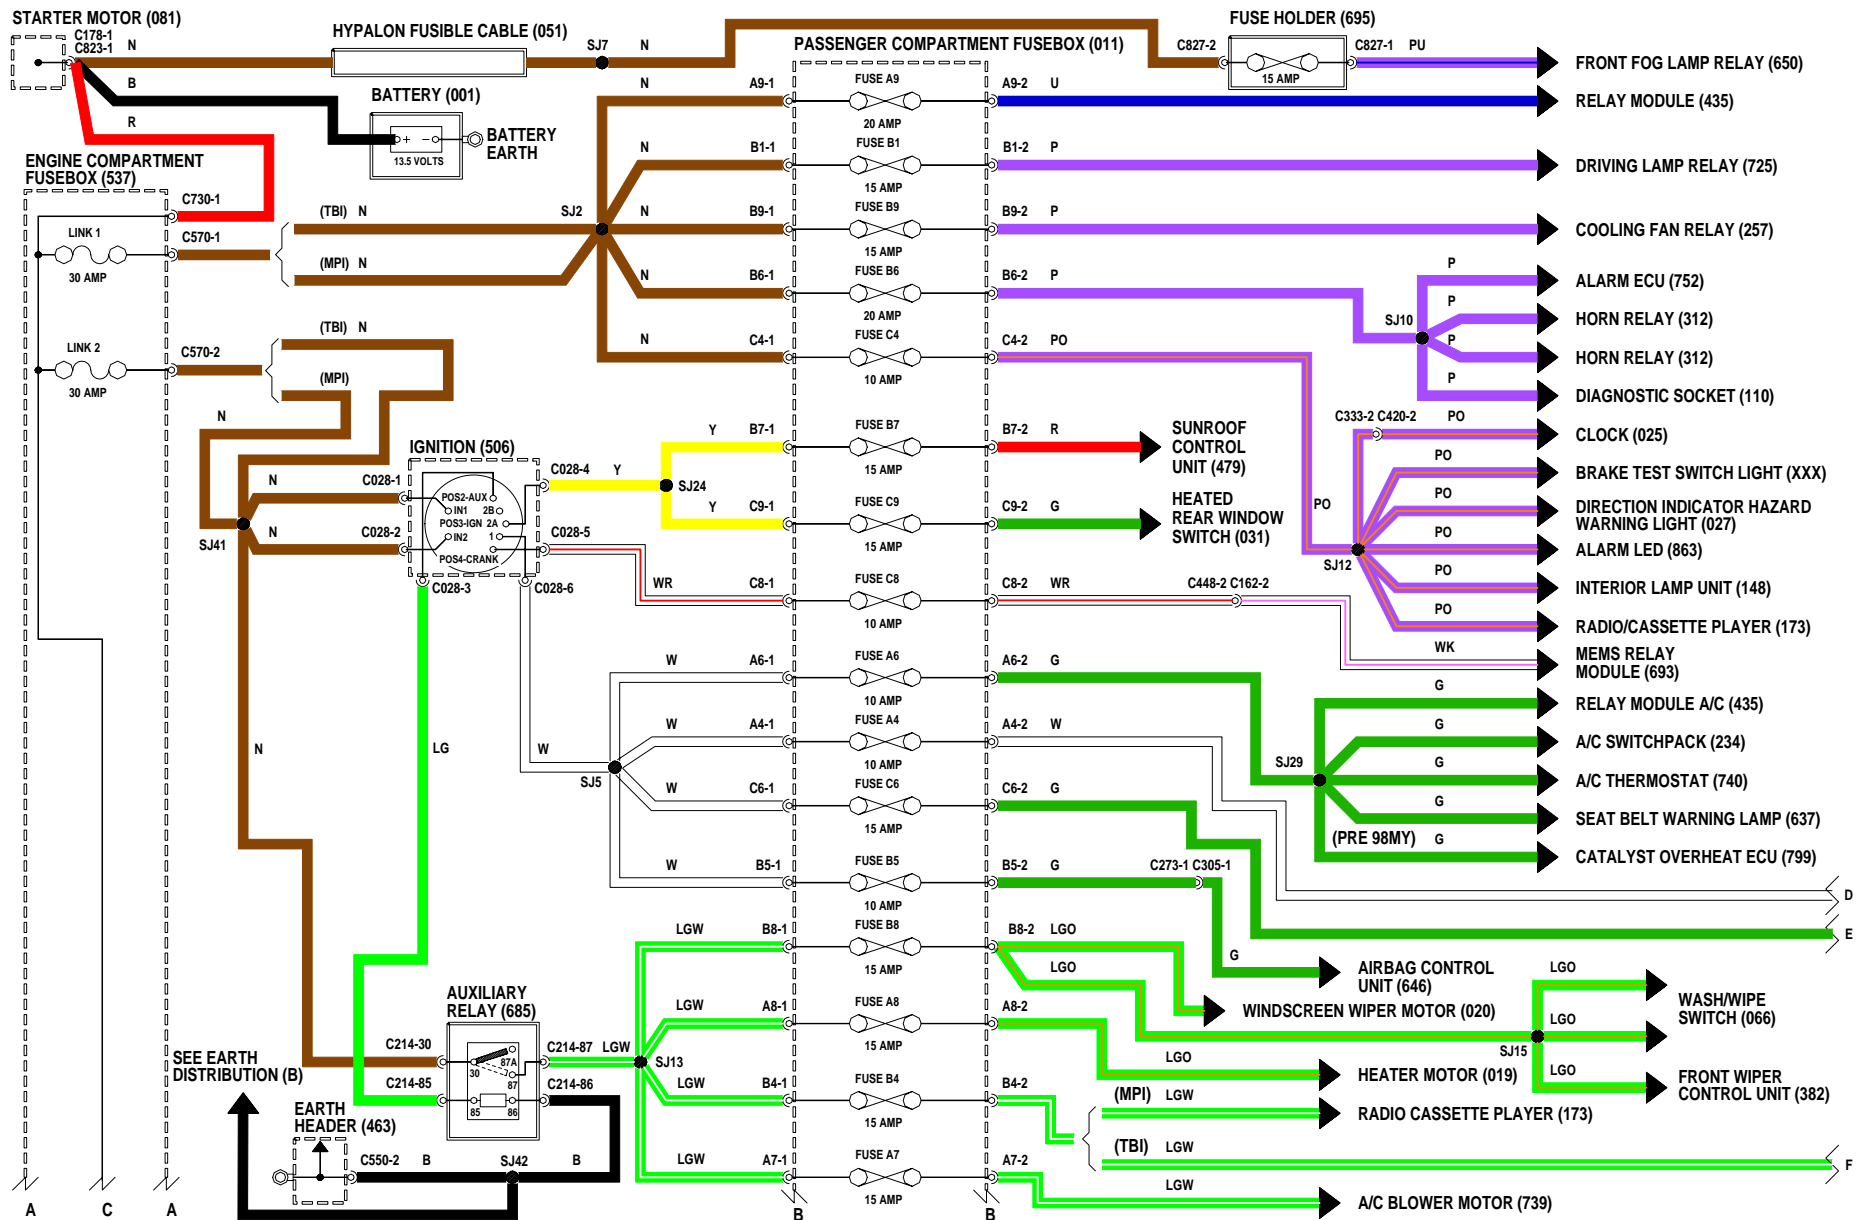 STARTER MOTOR (081)
C178-1
C823-1
N
HYPALON FUSIBLE CABLE (051)
SJ7
N
PASSENGER COMPARTMENT FUSEBOX (011)
C827-2
FUSE HOLDER (695)
15 AMP
C827-1
PU
FRONT FOG LAMP RELAY (650)
B
R
BATTERY (001)
+ -
13.5 VOLTS
BATTERY
EARTH
N
A9-1
FUSE A9
20 AMP
A9-2
U
RELAY MODULE (435)
N
B1-1
FUSE B1
15 AMP
B1-2
P
DRIVING LAMP RELAY (725)
ENGINE COMPARTMENT
FUSEBOX (537)
C730-1
LINK 1
30 AMP
C570-1
(TBI) N
(MPI) N
SJ2
N
B9-1
FUSE B9
15 AMP
B9-2
P
COOLING FAN RELAY (257)
N
B6-1
FUSE B6
20 AMP
B6-2
P
SJ10
P
ALARM ECU (752)
P
HORN RELAY (312)
P
HORN RELAY (312)
P
DIAGNOSTIC SOCKET (110)
LINK 2
30 AMP
C570-2
(TBI) N
(MPI)
N
N
C4-1
FUSE C4
10 AMP
C4-2
PO
PO
SJ12
C333-2 C420-2
PO
CLOCK (025)
PO
BRAKE TEST SWITCH LIGHT (XXX)
PO
DIRECTION INDICATOR HAZARD
WARNING LIGHT (027)
PO
ALARM LED (863)
PO
INTERIOR LAMP UNIT (148)
PO
RADIO/CASSETTE PLAYER (173)
IGNITION (506)
POS2-AUX
IN1
2B
POS3-IGN 2A
IN2
1
POS4-CRANK
C028-1
C028-2
C028-3
C028-4
C028-5
C028-6
N
N
SJ41
Y
SJ24
Y
B7-1
FUSE B7
15 AMP
B7-2
R
SUNROOF
CONTROL
UNIT (479)
Y
C9-1
FUSE C9
15 AMP
C9-2
G
HEATED
REAR WINDOW
SWITCH (031)
WR
C8-1
FUSE C8
10 AMP
C8-2
WR
C448-2 C162-2
WK
MEMS RELAY
MODULE (693)
N
LG
W
SJ5
W
A6-1
FUSE A6
10 AMP
A6-2
G
SJ29
G
RELAY MODULE A/C (435)
G
A/C SWITCHPACK (234)
G
A/C THERMOSTAT (740)
G
SEAT BELT WARNING LAMP (637)
(PRE 98MY) G
CATALYST OVERHEAT ECU (799)
W
A4-1
FUSE A4
10 AMP
A4-2
W
D
W
C6-1
FUSE C6
15 AMP
C6-2
G
E
W
B5-1
FUSE B5
10 AMP
B5-2
G
C273-1 C305-1
G
AIRBAG CONTROL
UNIT (646)
LGW
B8-1
FUSE B8
15 AMP
B8-2
LGO
LGO
WINDSCREEN WIPER MOTOR (020)
SJ15
LGO
LGO
WASH/WIPE
SWITCH (066)
LGO
FRONT WIPER
CONTROL UNIT (382)
AUXILIARY
RELAY (685)
C214-30
C214-85
30
87A
87
85
86
C214-87
C214-86
LGW
SJ13
LGW
A8-1
FUSE A8
15 AMP
A8-2
LGO
HEATER MOTOR (019)
LGW
B4-1
FUSE B4
15 AMP
B4-2
(MPI) LGW
RADIO CASSETTE PLAYER (173)
(TBI) LGW
F
LGW
A7-1
FUSE A7
15 AMP
A7-2
LGW
A/C BLOWER MOTOR (739)
SEE EARTH
DISTRIBUTION (B)
EARTH
HEADER (463)
C550-2
B
SJ42
B
A
C
A
B
B